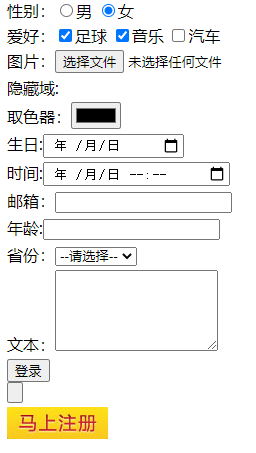 性别： 男 女
爱好： 足球 音乐 汽车
图片： 选择文件 未选择任何文件
隐藏域:
取色器：
生日: 年 /月/日
时间: 年 /月/日 --:--
邮箱：
年龄:
省份： --请选择--
文本：
登录
马上注册